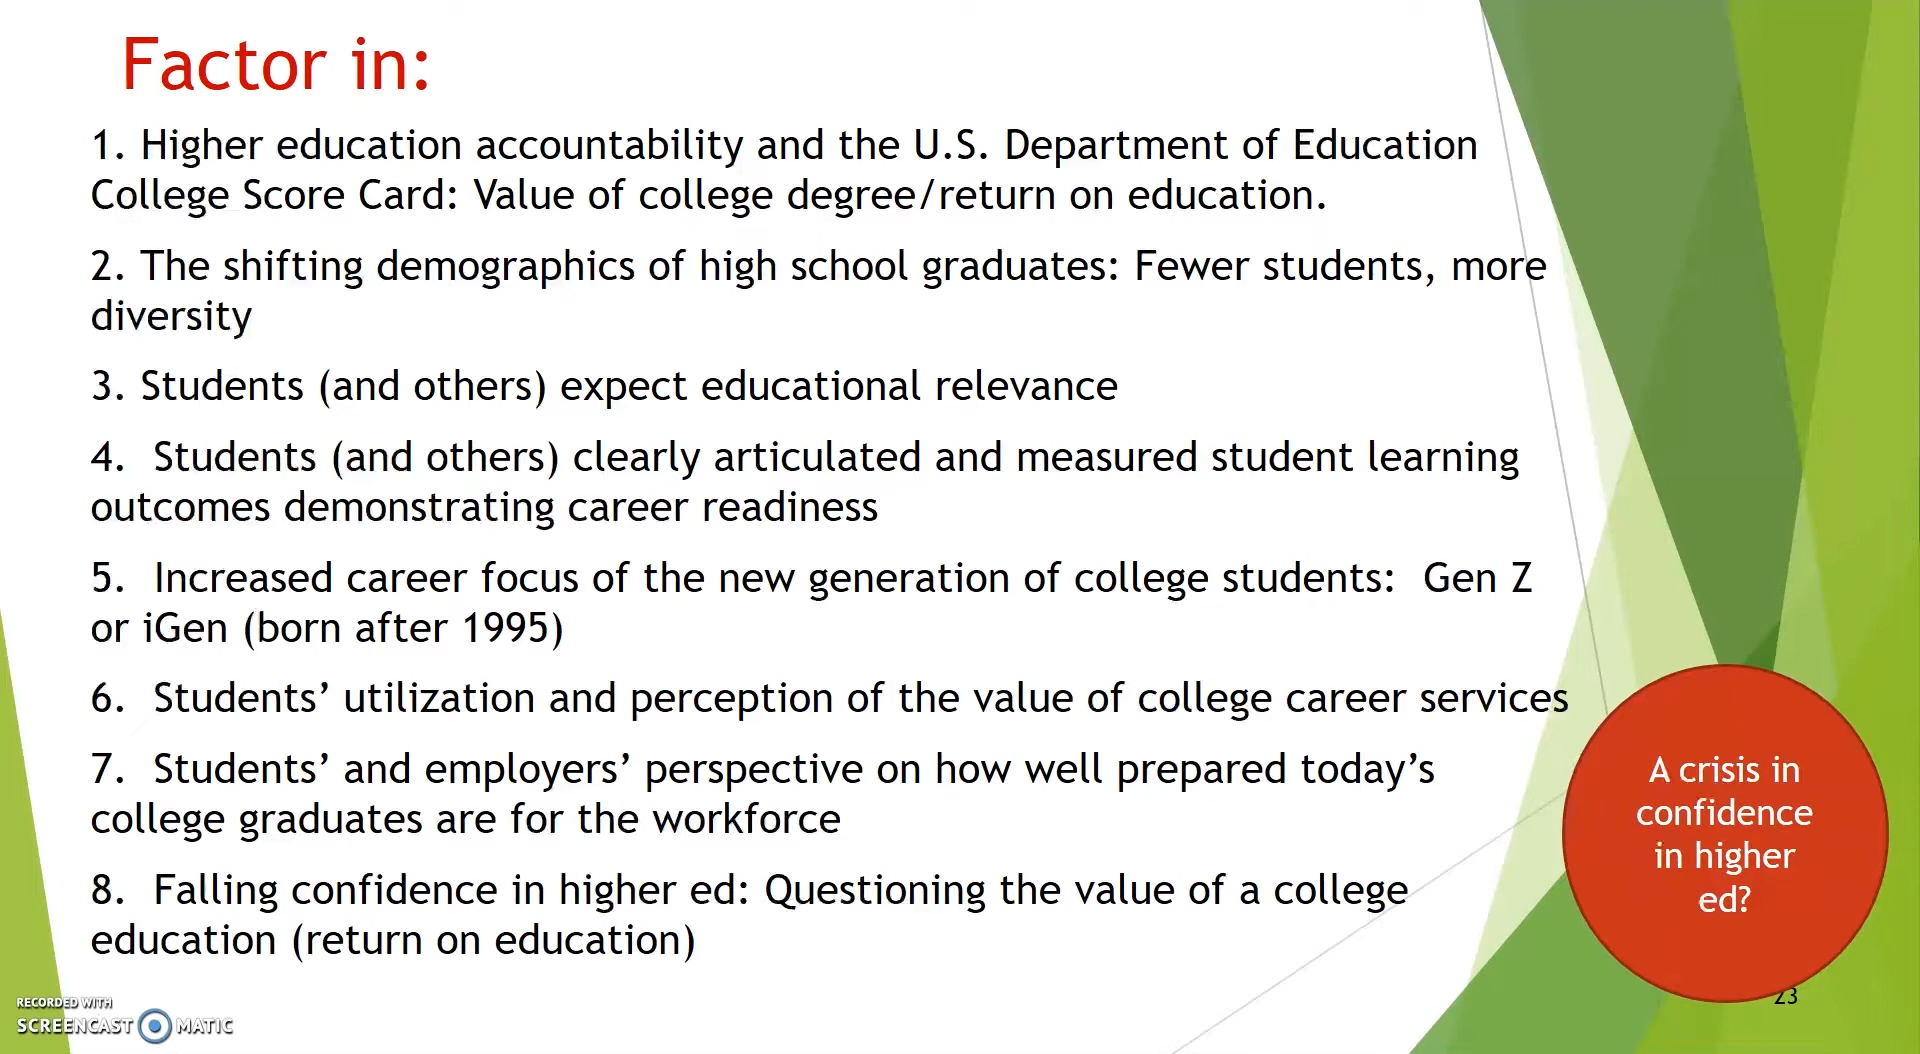 Factor in:
1. Higher education accountability and the U.S. Department of Education
College Score Card: Value of college degree/return on education.
2. The shifting demographics of high school graduates: Fewer students, more
diversity
3. Students (and others) expect educational relevance
4.  Students (and others) clearly articulated and measured student learning
outcomes demonstrating career readiness
5.  Increased career focus of the new generation of college students:  Gen Z
or iGen (born after 1995)
6.  Students’ utilization and perception of the value of college career services
7.  Students’ and employers’ perspective on how well prepared today’s
college graduates are for the workforce
8.  Falling confidence in higher ed: Questioning the value of a college
education (return on education)
A crisis in
confidence
in higher
ed?
23
RECORDED WITH
SCREENCAST MATIC